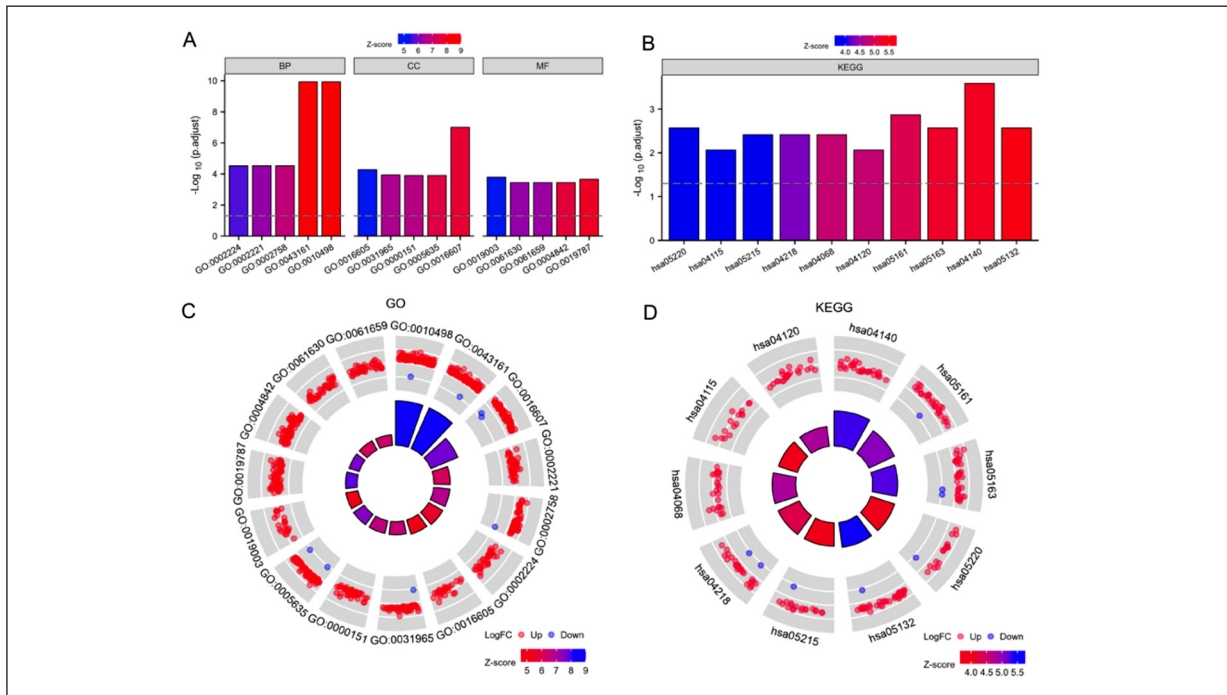 A
Z-score
5 6 7 8 9
BP
CC
MF
-Log 10 (p.adjust)
10
8
6
4
2
0
GO:0002224
GO:0002221
GO:0002758
GO:0043161
GO:0010498
GO:0016605
GO:0031965
GO:0000151
GO:0005635
GO:0016607
GO:0019003
GO:0061630
GO:0061659
GO:0004842
GO:0019787
B
Z-score
4.0 4.5 5.0 5.5
KEGG
-Log 10 (p.adjust)
3
2
1
0
hsa05220
hsa04115
hsa05215
hsa04218
hsa04068
hsa04120
hsa05161
hsa05163
hsa04140
hsa05132
C
GO
GO:0010498
GO:0043161
GO:0016607
GO:0002221
GO:0002758
GO:0002224
GO:0016605
GO:0031965
GO:0000151
GO:0005635
GO:0019003
GO:0019787
GO:0004842
GO:0061630
GO:0061659
LogFC Up Down
Z-score
5 6 7 8 9
D
KEGG
hsa04140
hsa05161
hsa05163
hsa05220
hsa05132
hsa05215
hsa04218
hsa04068
hsa04115
hsa04120
LogFC Up Down
Z-score
4.0 4.5 5.0 5.5